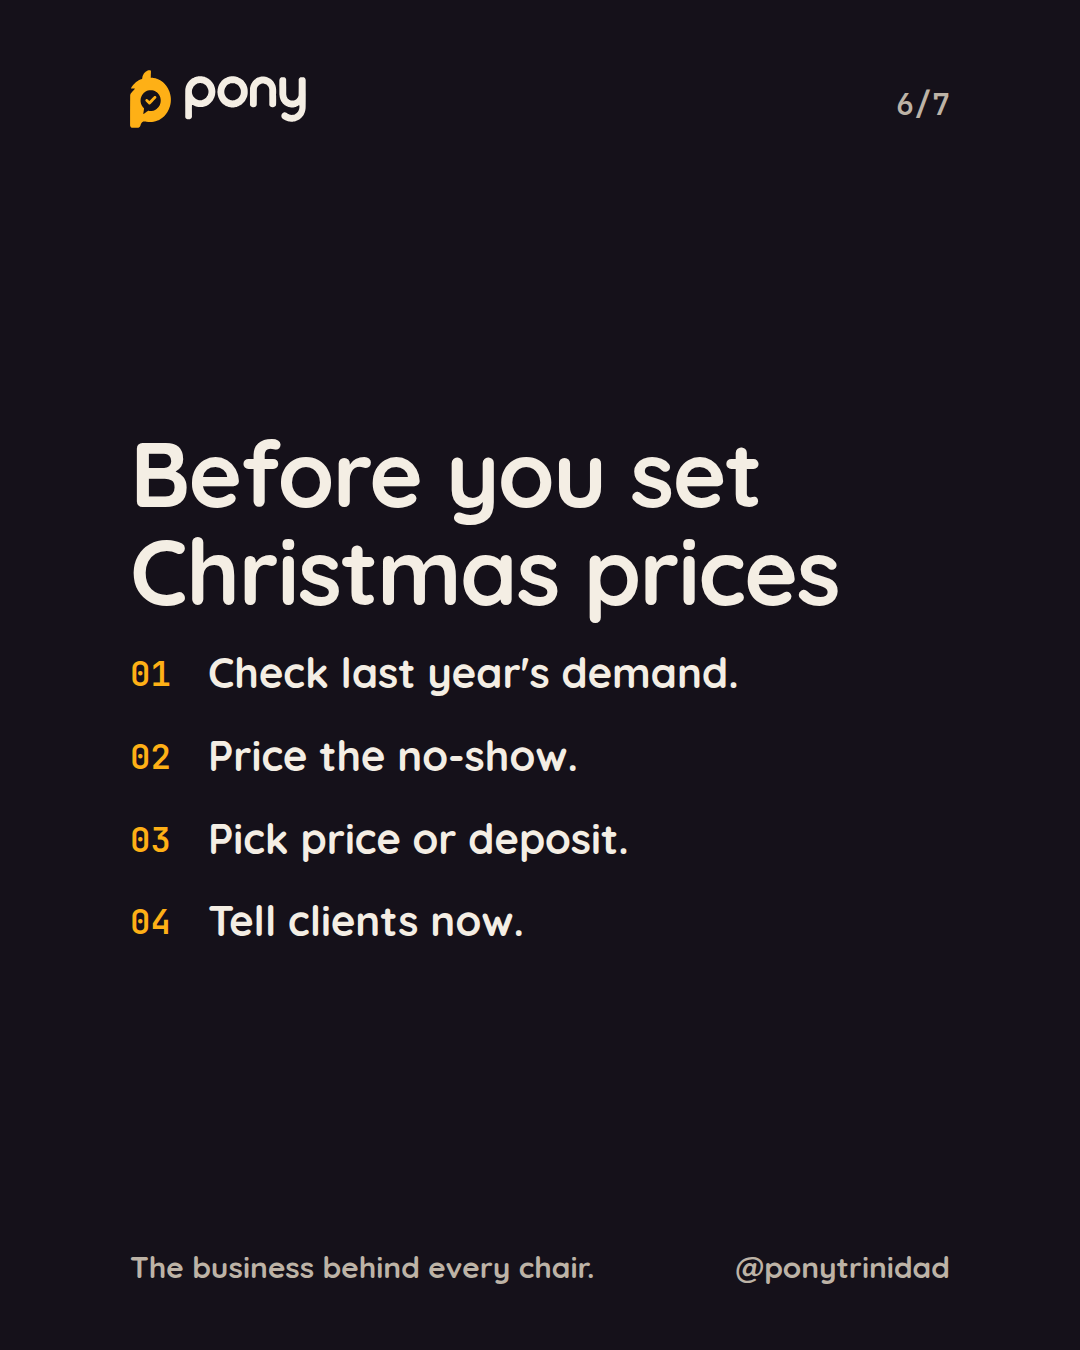 pony
6/7
Before you set
Christmas prices
01 Check last year's demand.
02 Price the no-show.
03 Pick price or deposit.
04 Tell clients now.
The business behind every chair.
@ponytrinidad